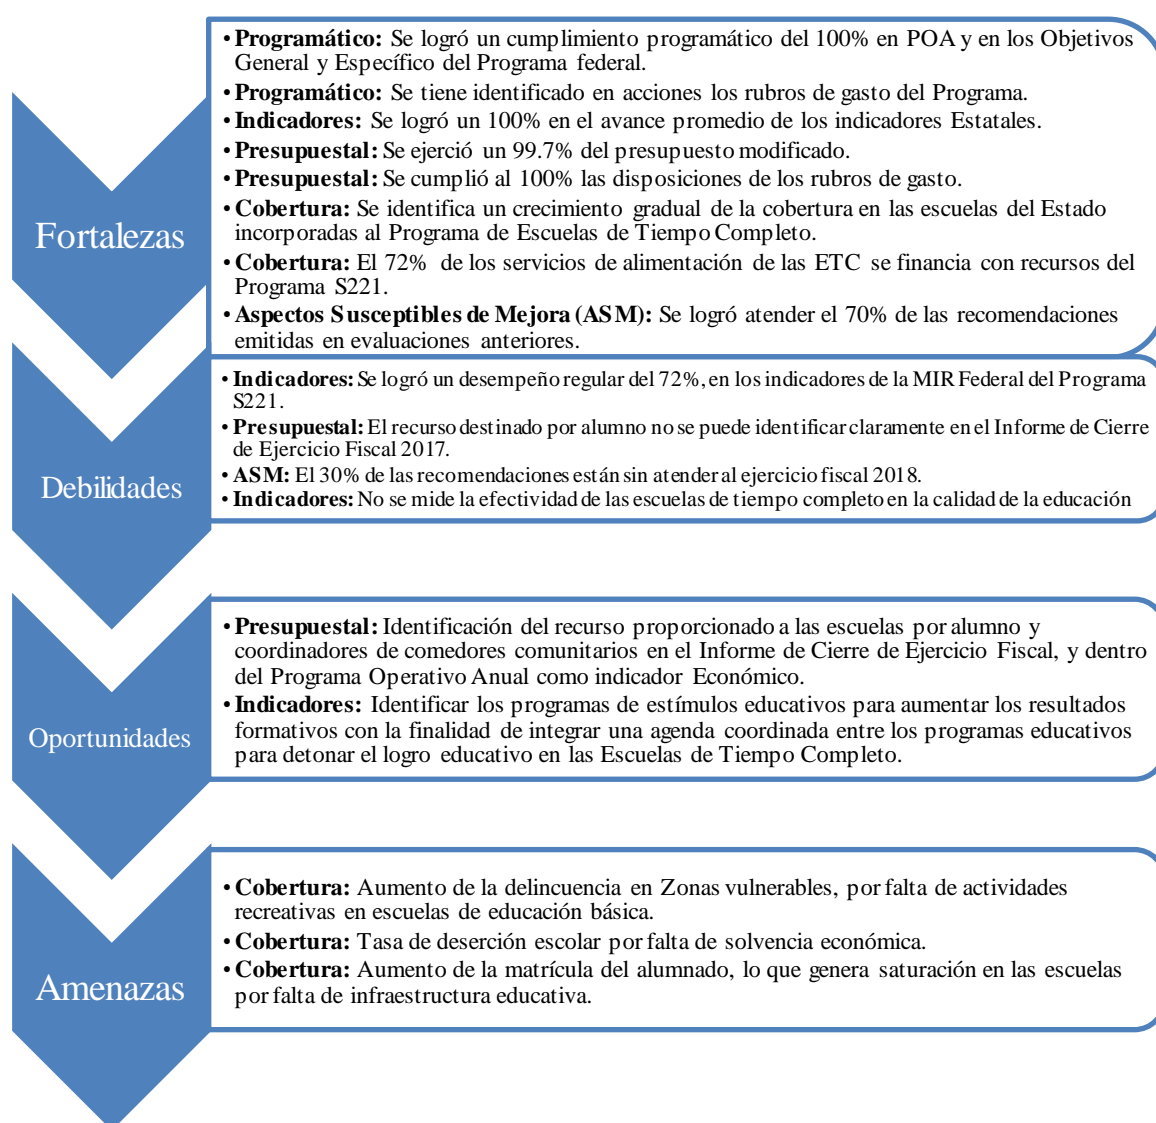 Fortalezas
• Programático: Se logró un cumplimiento programático del 100% en POA y en los Objetivos
General y Específico del Programa federal.
• Programático: Se tiene identificado en acciones los rubros de gasto del Programa.
• Indicadores: Se logró un 100% en el avance promedio de los indicadores Estatales.
• Presupuestal: Se ejerció un 99.7% del presupuesto modificado.
• Presupuestal: Se cumplió al 100% las disposiciones de los rubros de gasto.
• Cobertura: Se identifica un crecimiento gradual de la cobertura en las escuelas del Estado
incorporadas al Programa de Escuelas de Tiempo Completo.
• Cobertura: El 72% de los servicios de alimentación de las ETC se financia con recursos del
Programa S221.
• Aspectos Susceptibles de Mejora (ASM): Se logró atender el 70% de las recomendaciones
emitidas en evaluaciones anteriores.
Debilidades
• Indicadores: Se logró un desempeño regular del 72%, en los indicadores de la MIR Federal del Programa
S221.
• Presupuestal: El recurso destinado por alumno no se puede identificar claramente en el Informe de Cierre
de Ejercicio Fiscal 2017.
• ASM: El 30% de las recomendaciones están sin atender al ejercicio fiscal 2018.
• Indicadores: No se mide la efectividad de las escuelas de tiempo completo en la calidad de la educación
Oportunidades
• Presupuestal: Identificación del recurso proporcionado a las escuelas por alumno y
coordinadores de comedores comunitarios en el Informe de Cierre de Ejercicio Fiscal, y dentro
del Programa Operativo Anual como indicador Económico.
• Indicadores: Identificar los programas de estímulos educativos para aumentar los resultados
formativos con la finalidad de integrar una agenda coordinada entre los programas educativos
para detonar el logro educativo en las Escuelas de Tiempo Completo.
Amenazas
• Cobertura: Aumento de la delincuencia en Zonas vulnerables, por falta de actividades
recreativas en escuelas de educación básica.
• Cobertura: Tasa de deserción escolar por falta de solvencia económica.
• Cobertura: Aumento de la matrícula del alumnado, lo que genera saturación en las escuelas
por falta de infraestructura educativa.